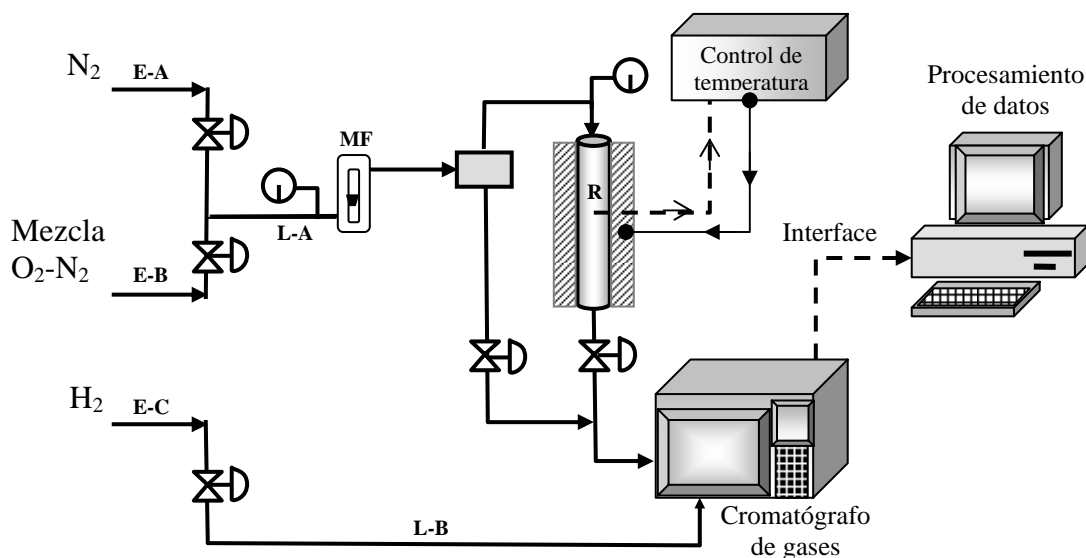 N₂
E-A
Mezcla
O₂-N₂
E-B
L-A
MF
R
Control de
temperatura
Procesamiento
de datos
Interface
H₂
E-C
L-B
Cromatógrafo
de gases